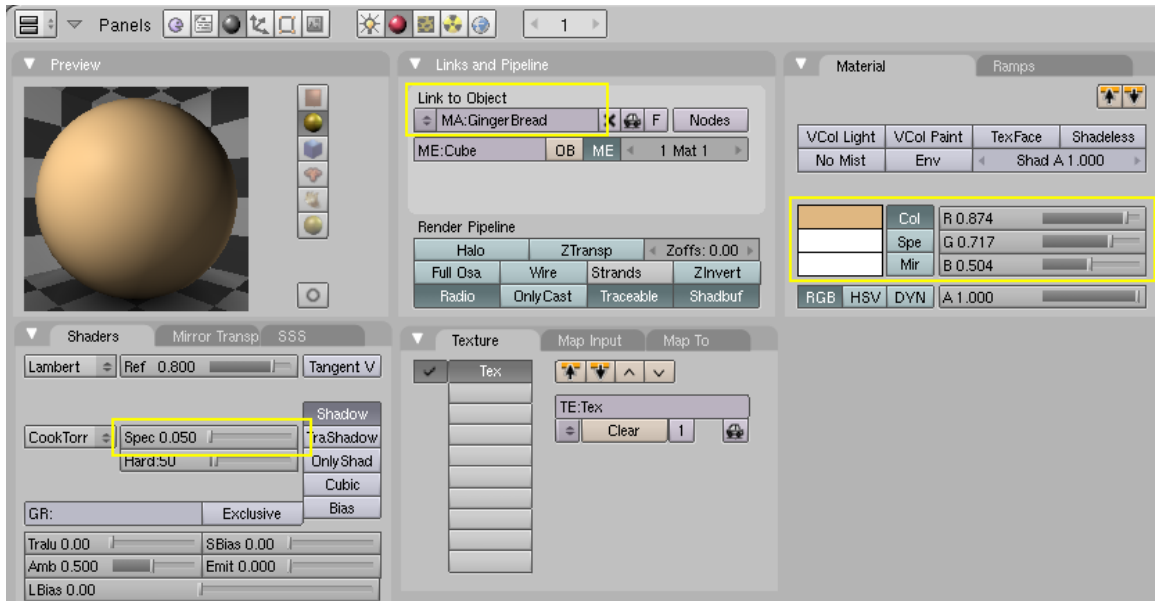 Panels 1
Preview
Links and Pipeline
Link to Object
MA:GingerBread F Nodes
ME:Cube OB ME 1 Mat 1
Render Pipeline
Halo ZTransp Zoffs: 0.00
Full Osa Wire Strands ZInvert
Radio OnlyCast Traceable Shadbuf
Material Ramps
VCol Light VCol Paint TexFace Shadeless
No Mist Env Shad A 1.000
Col R 0.874
Spe G 0.717
Mir B 0.504
RGB HSV DYN A 1.000
Shaders Mirror Transp SSS
Lambert Ref 0.800 Tangent V
Shadow
CookTorr Spec 0.050 TraShadow
Hard:50 OnlyShad
Cubic
GR: Exclusive Bias
Tralu 0.00 SBias 0.00
Amb 0.500 Emit 0.000
LBias 0.00
Texture Map Input Map To
Tex
TE:Tex
Clear 1